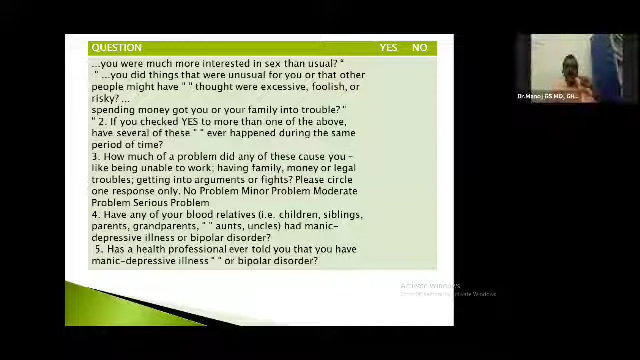 QUESTION YES NO
...you were much more interested in sex than usual? "
" ...you did things that were unusual for you or that other
people might have " " thought were excessive, foolish, or
risky? ...
spending money got you or your family into trouble? "
" 2. If you checked YES to more than one of the above,
have several of these " " ever happened during the same
period of time?
3. How much of a problem did any of these cause you –
like being unable to work; having family, money or legal
troubles; getting into arguments or fights? Please circle
one response only. No Problem Minor Problem Moderate
Problem Serious Problem
4. Have any of your blood relatives (i.e. children, siblings,
parents, grandparents, " " aunts, uncles) had manic-
depressive illness or bipolar disorder?
5. Has a health professional ever told you that you have
manic-depressive illness " " or bipolar disorder?
Dr.Manoj GS MD, GH...
Activate Windows
Activate Windows